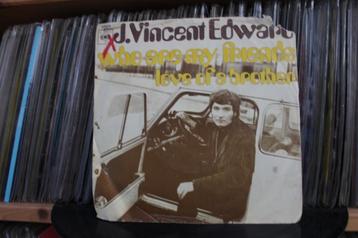 J. Vincent Edward
who are my friends
love of a brother